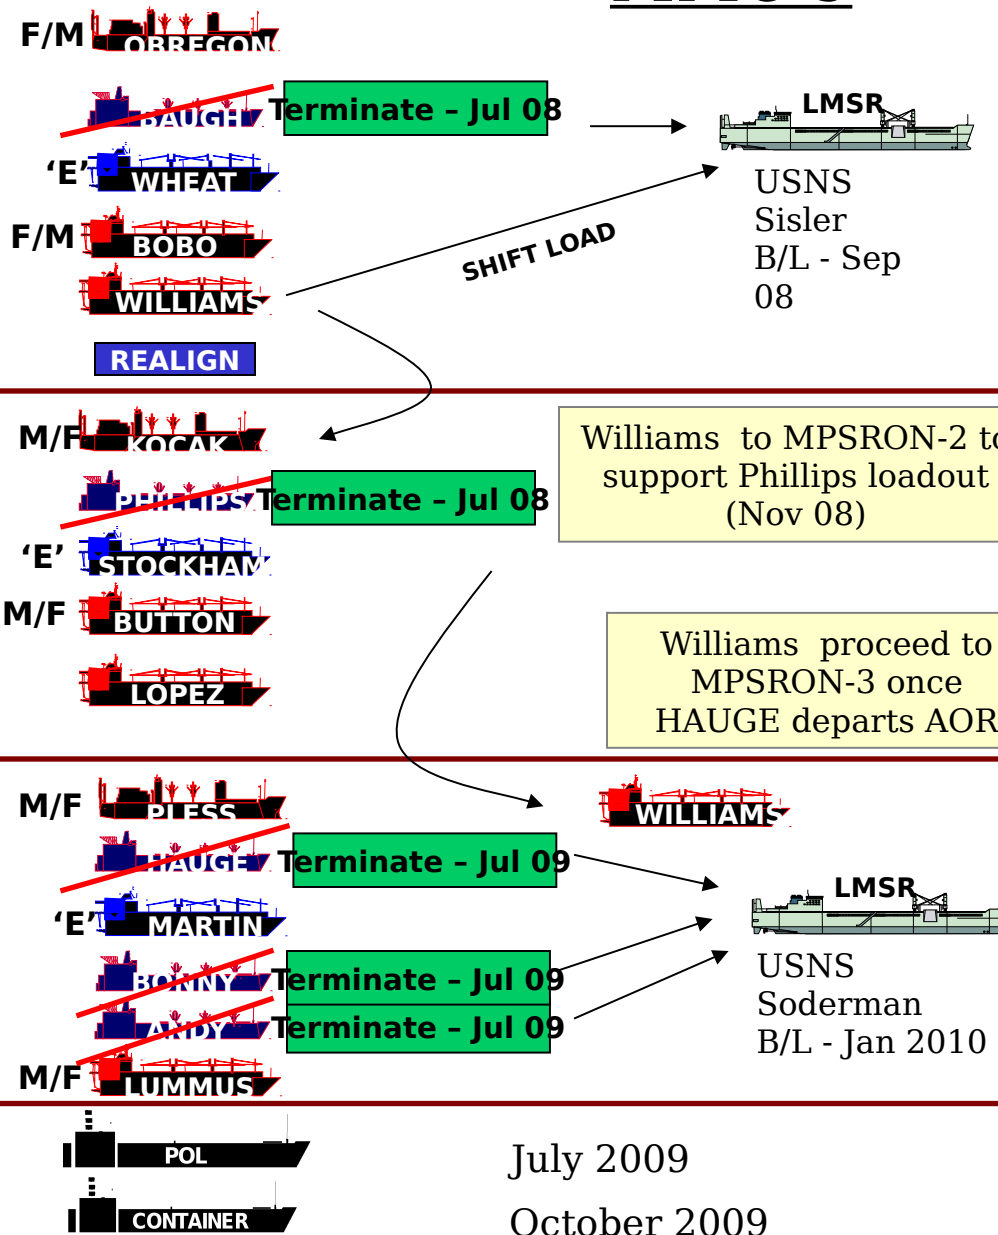 F/M
OBREGON
BAUGH
Terminate – Jul 08
LMSR
‘E’
WHEAT
USNS
Sisler
B/L - Sep
08
F/M
BOBO
SHIFT LOAD
WILLIAMS
REALIGN
M/F
KOCAK
Williams to MPSRON-2 to
support Phillips loadout
(Nov 08)
PHILLIPS
Terminate – Jul 08
‘E’
STOCKHAM
M/F
BUTTON
Williams proceed to
MPSRON-3 once
HAUGE departs AOR
LOPEZ
M/F
PLESS
WILLIAMS
HAUGE
Terminate – Jul 09
LMSR
‘E’
MARTIN
BONNY
Terminate – Jul 09
USNS
Soderman
B/L - Jan 2010
ANDY
Terminate – Jul 09
M/F
LUMMUS
POL
July 2009
CONTAINER
October 2009